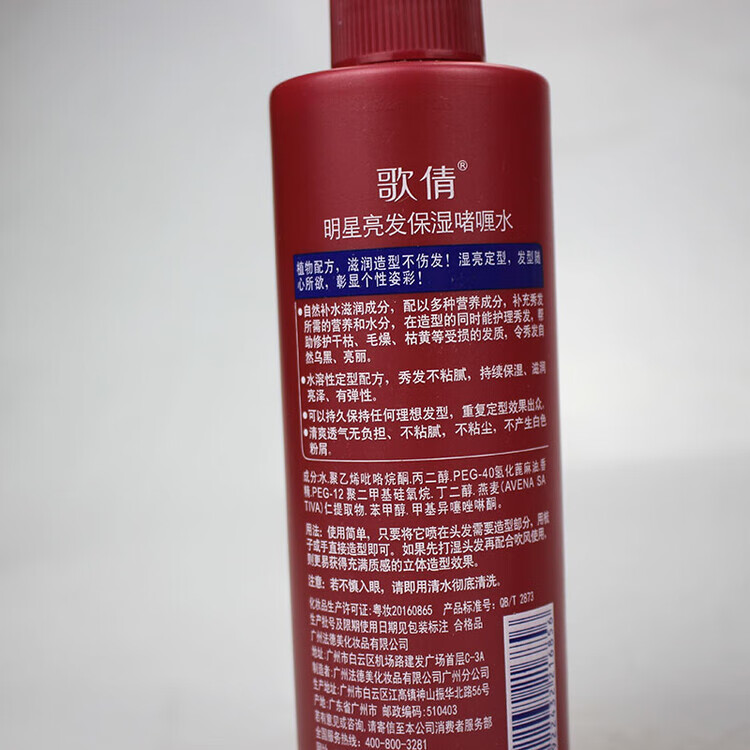 歌倩®
明星亮发保湿啫喱水
植物配方，滋润造型不伤发！湿亮定型，发型随
心所欲，彰显个性姿彩！
●自然补水滋润成分，配以多种营养成分，补充秀发
所需的营养和水分，在造型的同时能护理秀发，帮
助修护干枯、毛燥、枯黄等受损的发质，令秀发自
然乌黑、亮丽。
●水溶性定型配方，秀发不粘腻，持续保湿、滋润
亮泽、有弹性。
●可以持久保持任何理想发型，重复定型效果出众。
●清爽透气无负担、不粘腻，不粘尘，不产生白色
粉屑。
成分:水.聚乙烯吡咯烷酮.丙二醇.PEG-40氢化蓖麻油.香
精.PEG-12 聚二甲基硅氧烷.丁二醇.燕麦(AVENA SA
TIVA)仁提取物.苯甲醇.甲基异噻唑啉酮。
用法: 使用简单，只要将它喷在头发需要造型部分，用梳
子或手直接造型即可。如果先打湿头发再配合吹风使用，
则更易获得充满质感的立体造型效果。
注意: 若不慎入眼，请即用清水彻底清洗。
化妆品生产许可证:粤妆20160865 产品标准号: QB/T 2873
生产批号及限期使用日期见包装标注 合格品
广州法德美化妆品有限公司
地址:广州市白云区机场路建发广场首层C-3A
制造者:广州法德美化妆品有限公司广州分公司
生产地址:广州市白云区江高镇神山振华北路56号
产地:广东省广州市 邮政编码:510403
若有意见或咨询,请寄信至本公司消费者服务部
全国服务热线: 400-800-3281